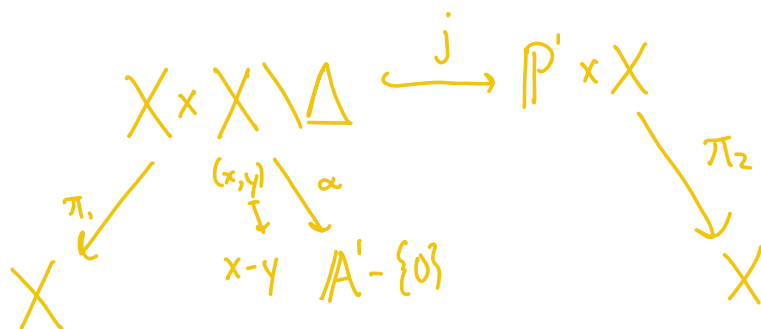 j
X × X \ Δ ↪ ℙ¹ × X
π₁ (x,y) α π₂
↦
x-y 𝔸¹ - {0}
X X